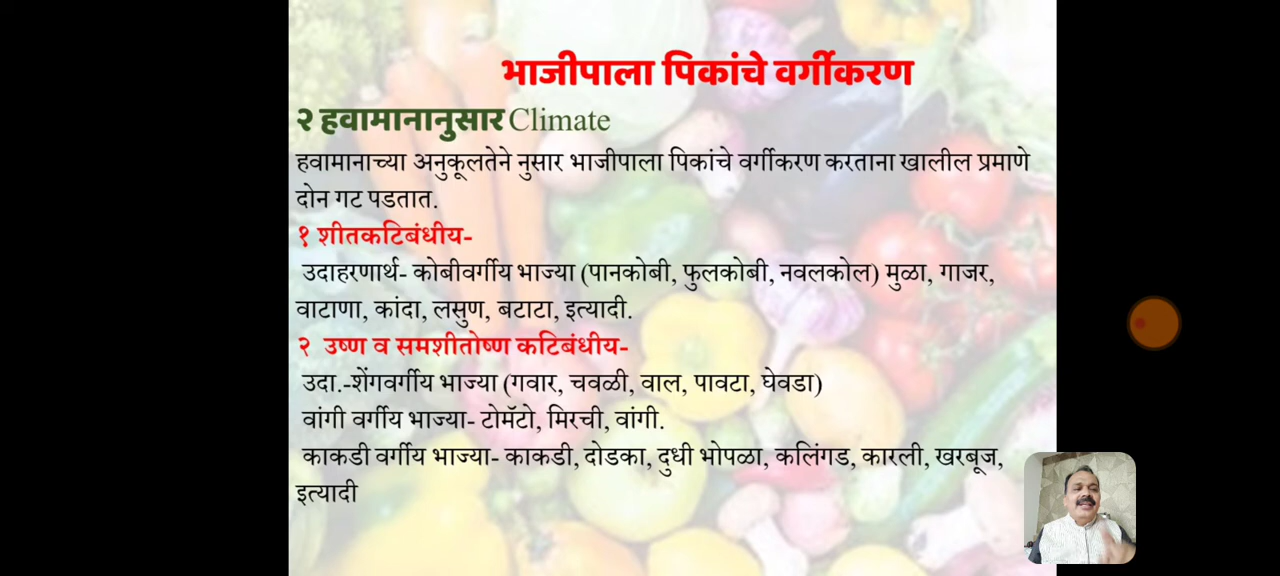 भाजीपाला पिकांचे वर्गीकरण
२ हवामानानुसार Climate
हवामानाच्या अनुकूलतेने नुसार भाजीपाला पिकांचे वर्गीकरण करताना खालील प्रमाणे
दोन गट पडतात.
१ शीतकटिबंधीय-
उदाहरणार्थ- कोबीवर्गीय भाज्या (पानकोबी, फुलकोबी, नवलकोल) मुळा, गाजर,
वाटाणा, कांदा, लसुण, बटाटा, इत्यादी.
२ उष्ण व समशीतोष्ण कटिबंधीय-
उदा.-शेंगवर्गीय भाज्या (गवार, चवळी, वाल, पावटा, घेवडा)
वांगी वर्गीय भाज्या- टोमॅटो, मिरची, वांगी.
काकडी वर्गीय भाज्या- काकडी, दोडका, दुधी भोपळा, कलिंगड, कारली, खरबूज,
इत्यादी